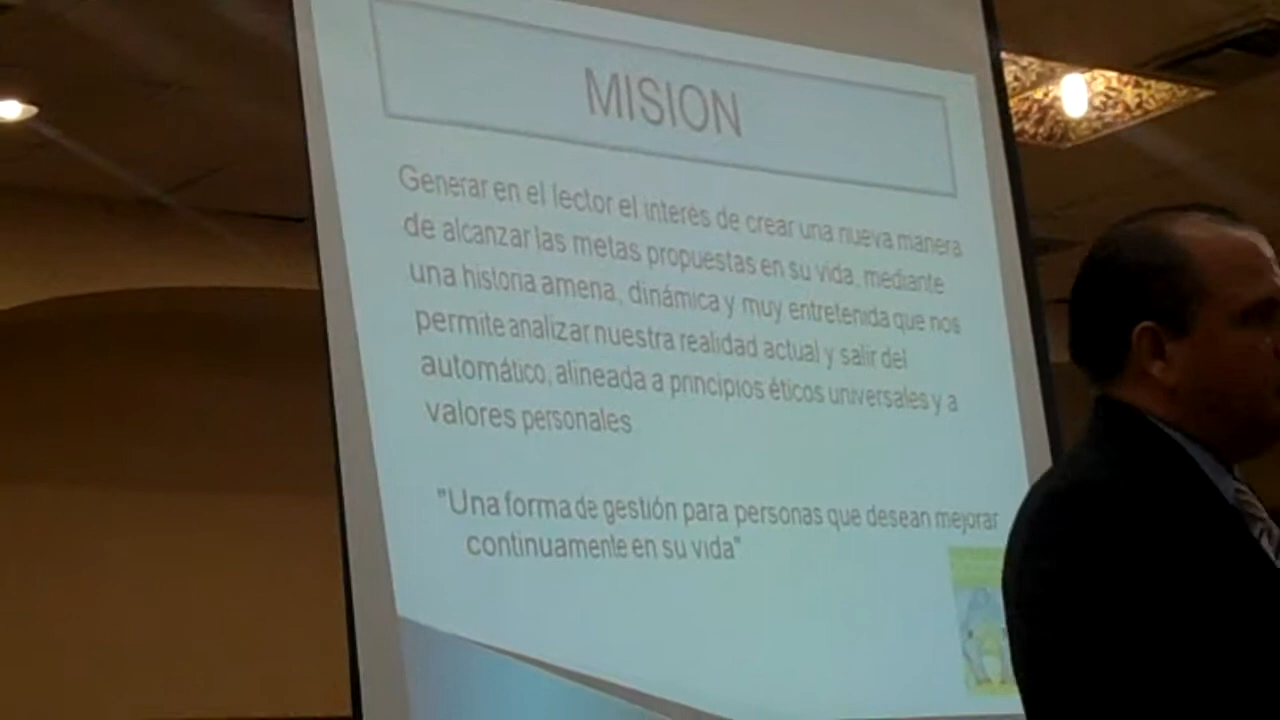 MISION
Generar en el lector el interés de crear una nueva manera
de alcanzar las metas propuestas en su vida, mediante
una historia amena, dinámica y muy entretenida que nos
permite analizar nuestra realidad actual y salir del
automático, alineada a principios éticos universales y a
valores personales
"Una forma de gestión para personas que desean mejorar
continuamente en su vida"